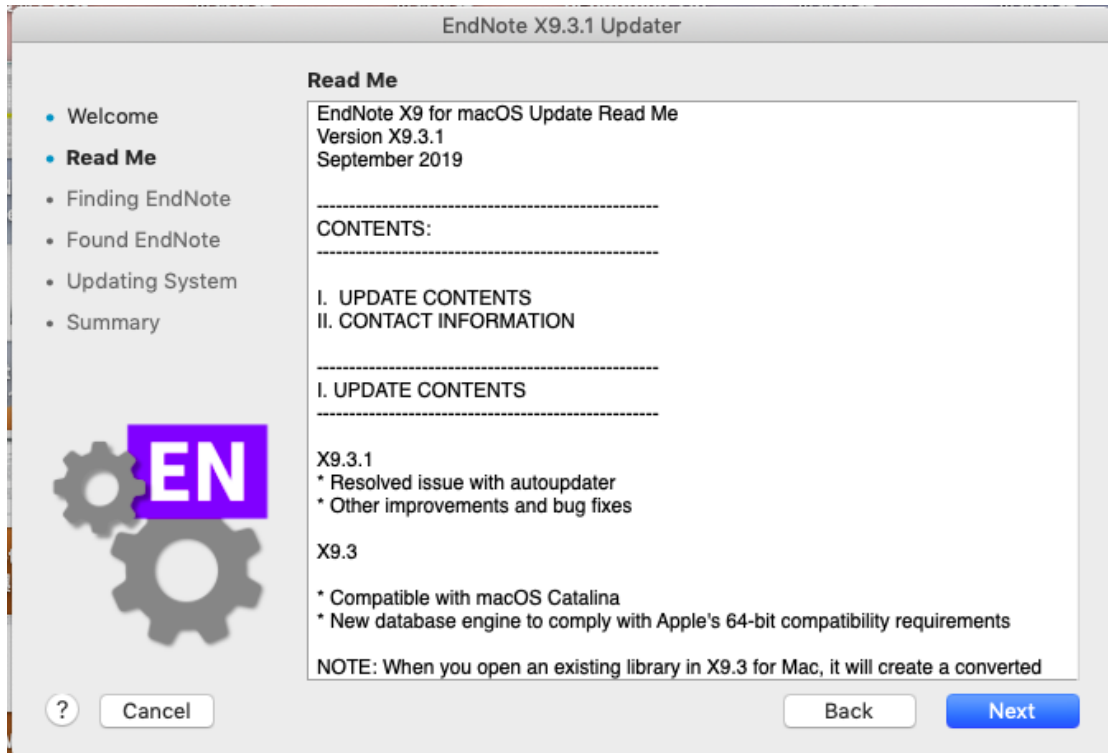 EndNote X9.3.1 Updater
Read Me
• Welcome
• Read Me
• Finding EndNote
• Found EndNote
• Updating System
• Summary
EN
EndNote X9 for macOS Update Read Me
Version X9.3.1
September 2019
-----------------------------------------------------
CONTENTS:
-----------------------------------------------------
I. UPDATE CONTENTS
II. CONTACT INFORMATION
-----------------------------------------------------
I. UPDATE CONTENTS
-----------------------------------------------------
X9.3.1
* Resolved issue with autoupdater
* Other improvements and bug fixes
X9.3
* Compatible with macOS Catalina
* New database engine to comply with Apple's 64-bit compatibility requirements
NOTE: When you open an existing library in X9.3 for Mac, it will create a converted
? Cancel Back Next